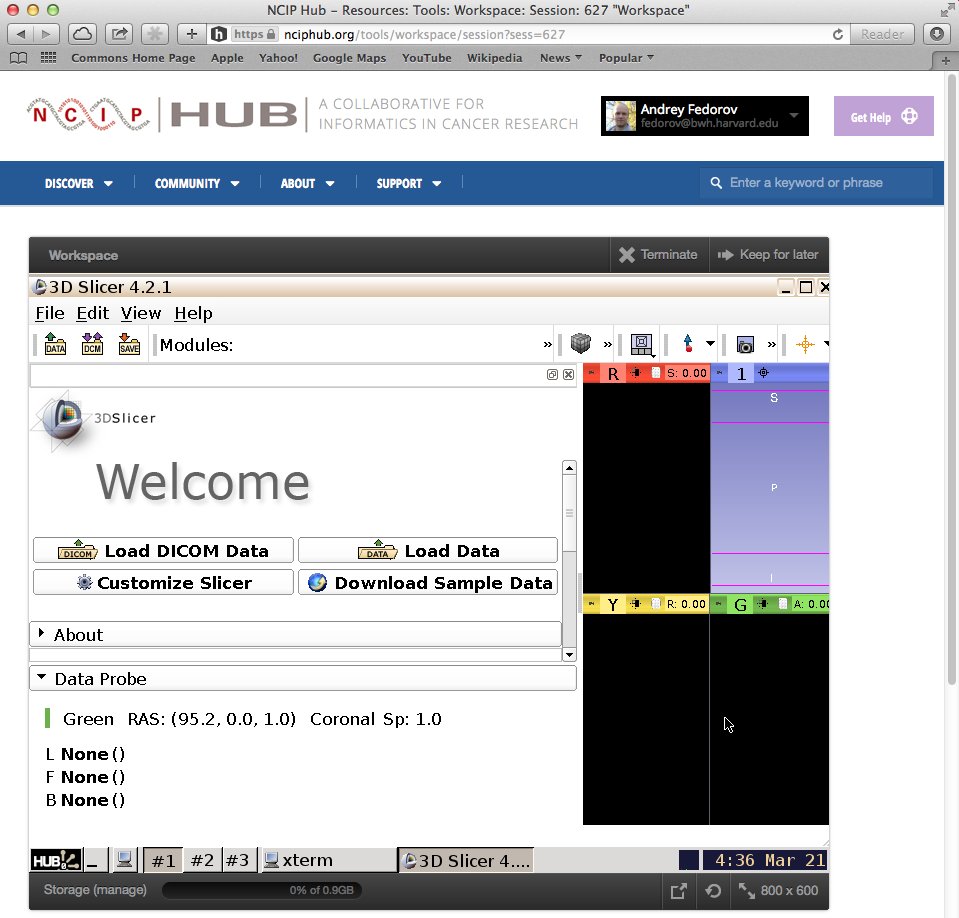 NCIP Hub – Resources: Tools: Workspace: Session: 627 "Workspace"
https nciphub.org/tools/workspace/session?sess=627 Reader
Commons Home Page Apple Yahoo! Google Maps YouTube Wikipedia News Popular
NCIP HUB
A COLLABORATIVE FOR
INFORMATICS IN CANCER RESEARCH
Andrey Fedorov
fedorov@bwh.harvard.edu
Get Help
DISCOVER COMMUNITY ABOUT SUPPORT Enter a keyword or phrase
Workspace Terminate Keep for later
3D Slicer 4.2.1
File Edit View Help
DATA DCM SAVE Modules: » » »
R S: 0.00 1
3DSlicer
S
Welcome
P
DICOM Load DICOM Data DATA Load Data
Customize Slicer Download Sample Data
I
Y R: 0.00 G A: 0.00
About
Data Probe
Green RAS: (95.2, 0.0, 1.0) Coronal Sp: 1.0
L None ()
F None ()
B None ()
HUB #1 #2 #3 xterm 3D Slicer 4.... 4:36 Mar 21
Storage (manage) 0% of 0.9GB 800 x 600